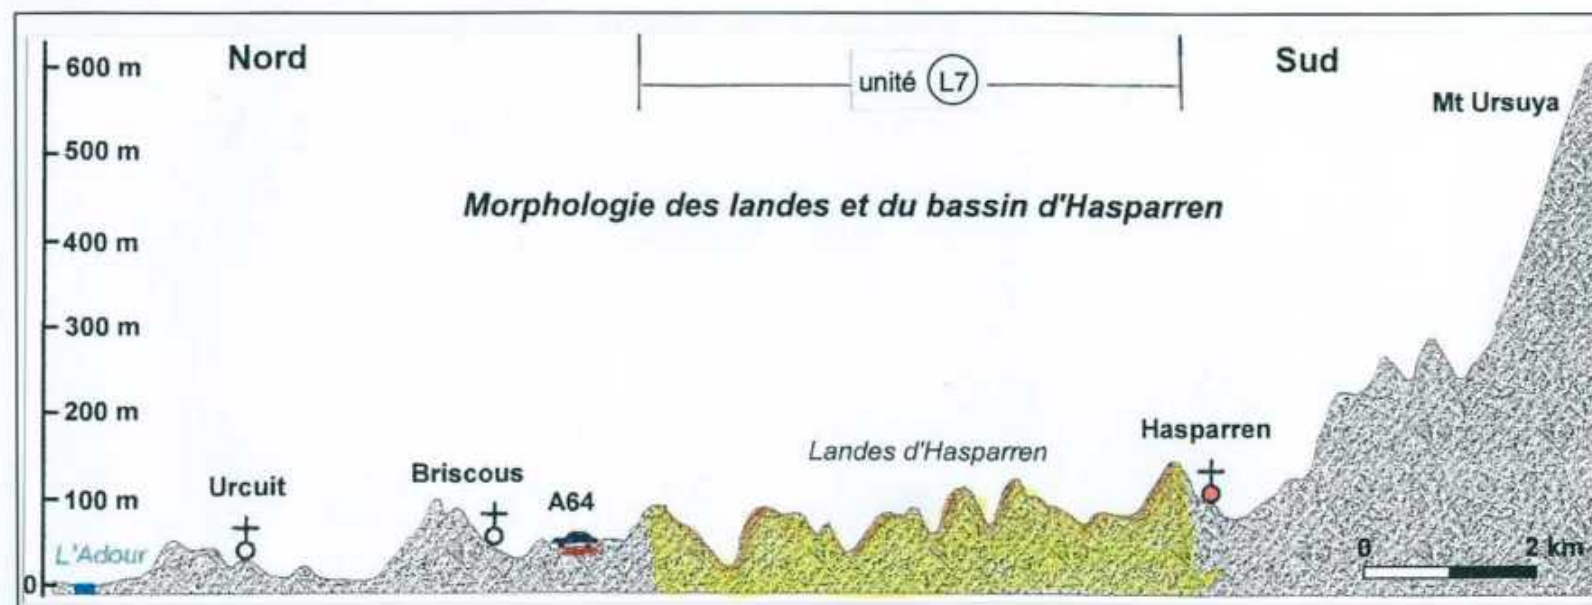 600 m
Nord
unité L7
Sud
Mt Ursuya
500 m
Morphologie des landes et du bassin d'Hasparren
400 m
300 m
200 m
Landes d'Hasparren
Hasparren
100 m
Urcuit
Briscous
A64
L'Adour
0
0 2 km